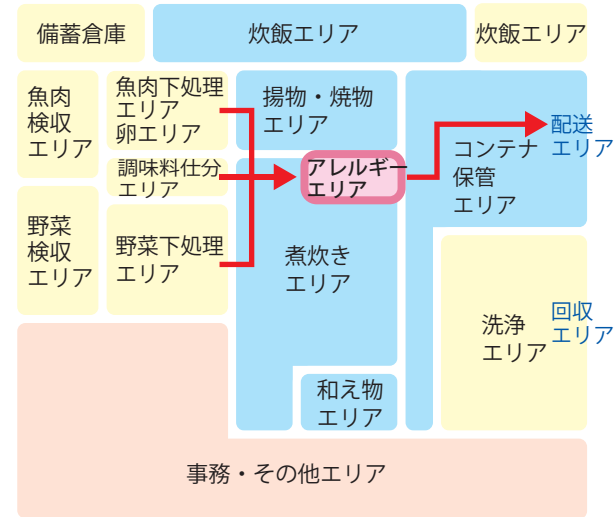 備蓄倉庫
炊飯エリア
炊飯エリア
魚肉
検収
エリア
魚肉下処理
エリア
卵エリア
揚物・焼物
エリア
コンテナ
保管
エリア
配送
エリア
調味料仕分
エリア
アレルギー
エリア
野菜
検収
エリア
野菜下処理
エリア
煮炊き
エリア
洗浄
エリア
回収
エリア
和え物
エリア
事務・その他エリア